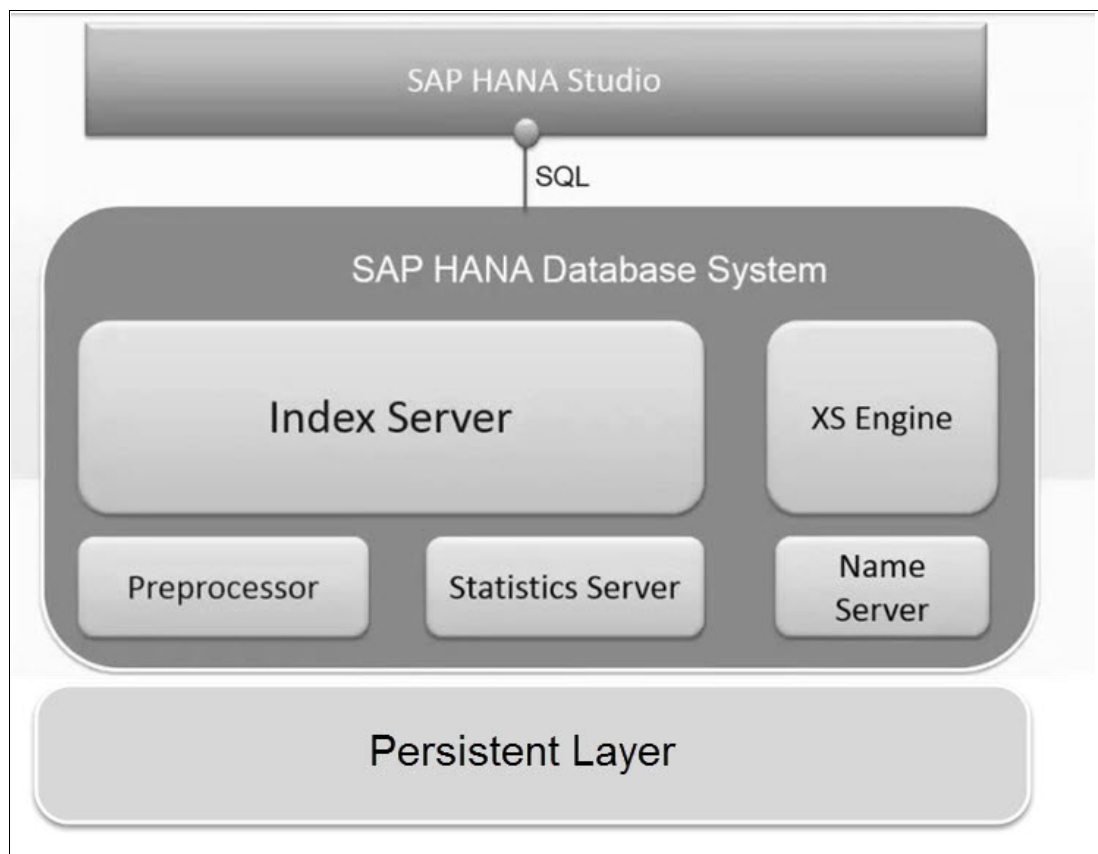 SAP HANA Studio
SQL
SAP HANA Database System
Index Server
XS Engine
Preprocessor
Statistics Server
Name
Server
Persistent Layer